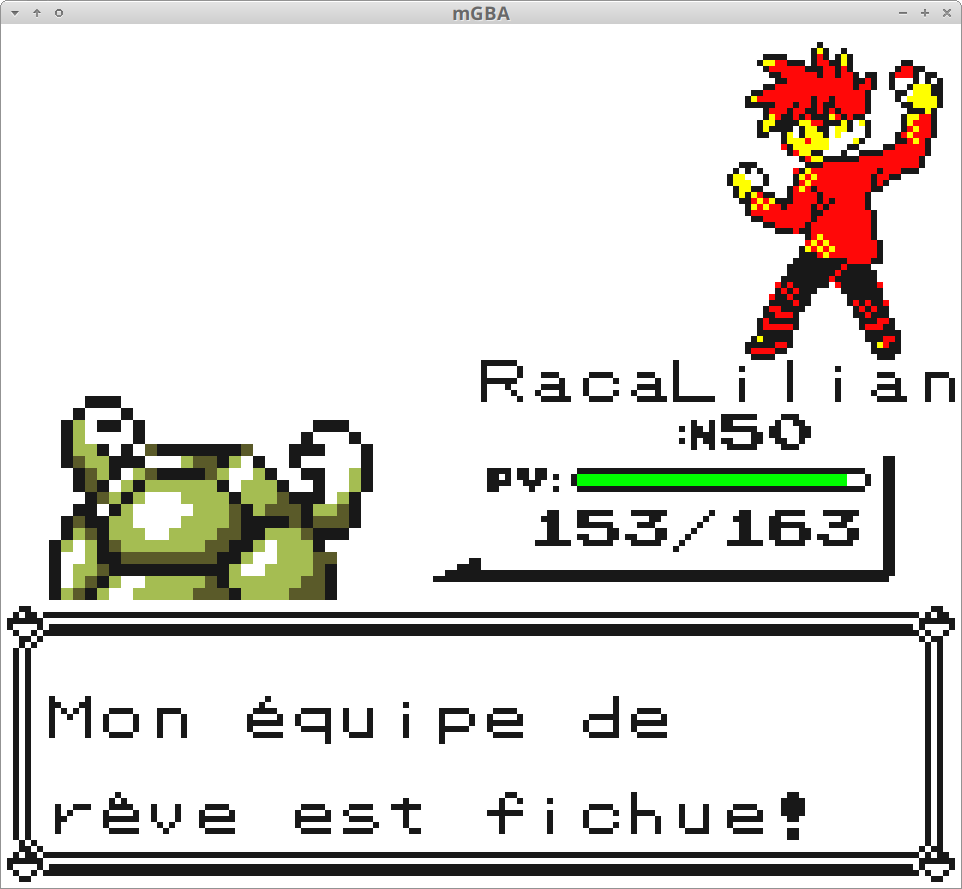 mGBA
RacaLilian
:N50
PV:
153/163
Mon équipe de
rêve est fichue!